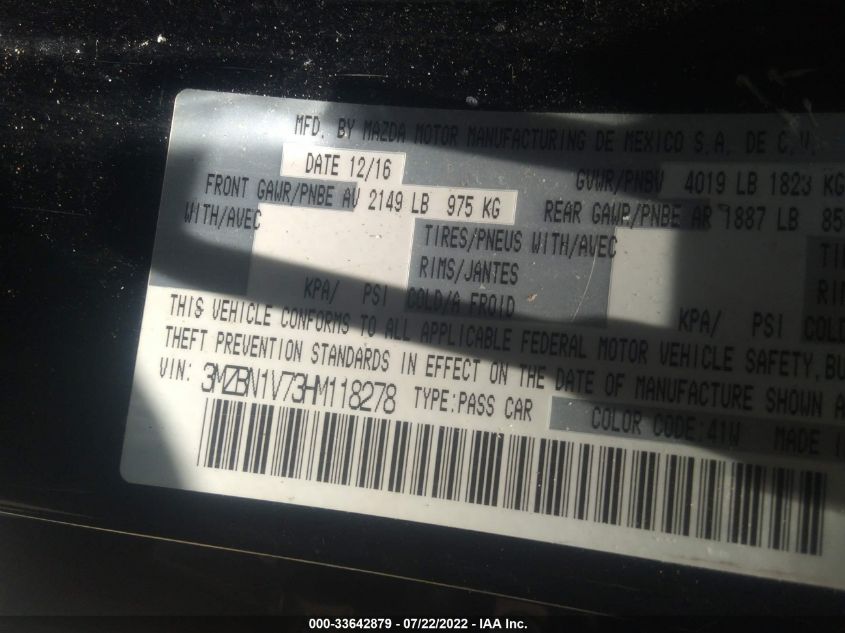 MFD. BY MAZDA MOTOR MANUFACTURING DE MEXICO S.A. DE C.V.
DATE 12/16 GVWR/PNBV 4019 LB 1823 KG
FRONT GAWR/PNBE AV 2149 LB 975 KG REAR GAWR/PNBE AR 1887 LB
WITH/AVEC TIRES/PNEUS WITH/AVEC
RIMS/JANTES
KPA/ PSI COLD/A FROID KPA/ PSI COLD
THIS VEHICLE CONFORMS TO ALL APPLICABLE FEDERAL MOTOR VEHICLE SAFETY, BU
THEFT PREVENTION STANDARDS IN EFFECT ON THE DATE OF MANUFACTURE SHOWN A
VIN: 3MZBN1V73HM118278 TYPE:PASS CAR COLOR CODE:41W MADE
000-33642879 - 07/22/2022 - IAA Inc.